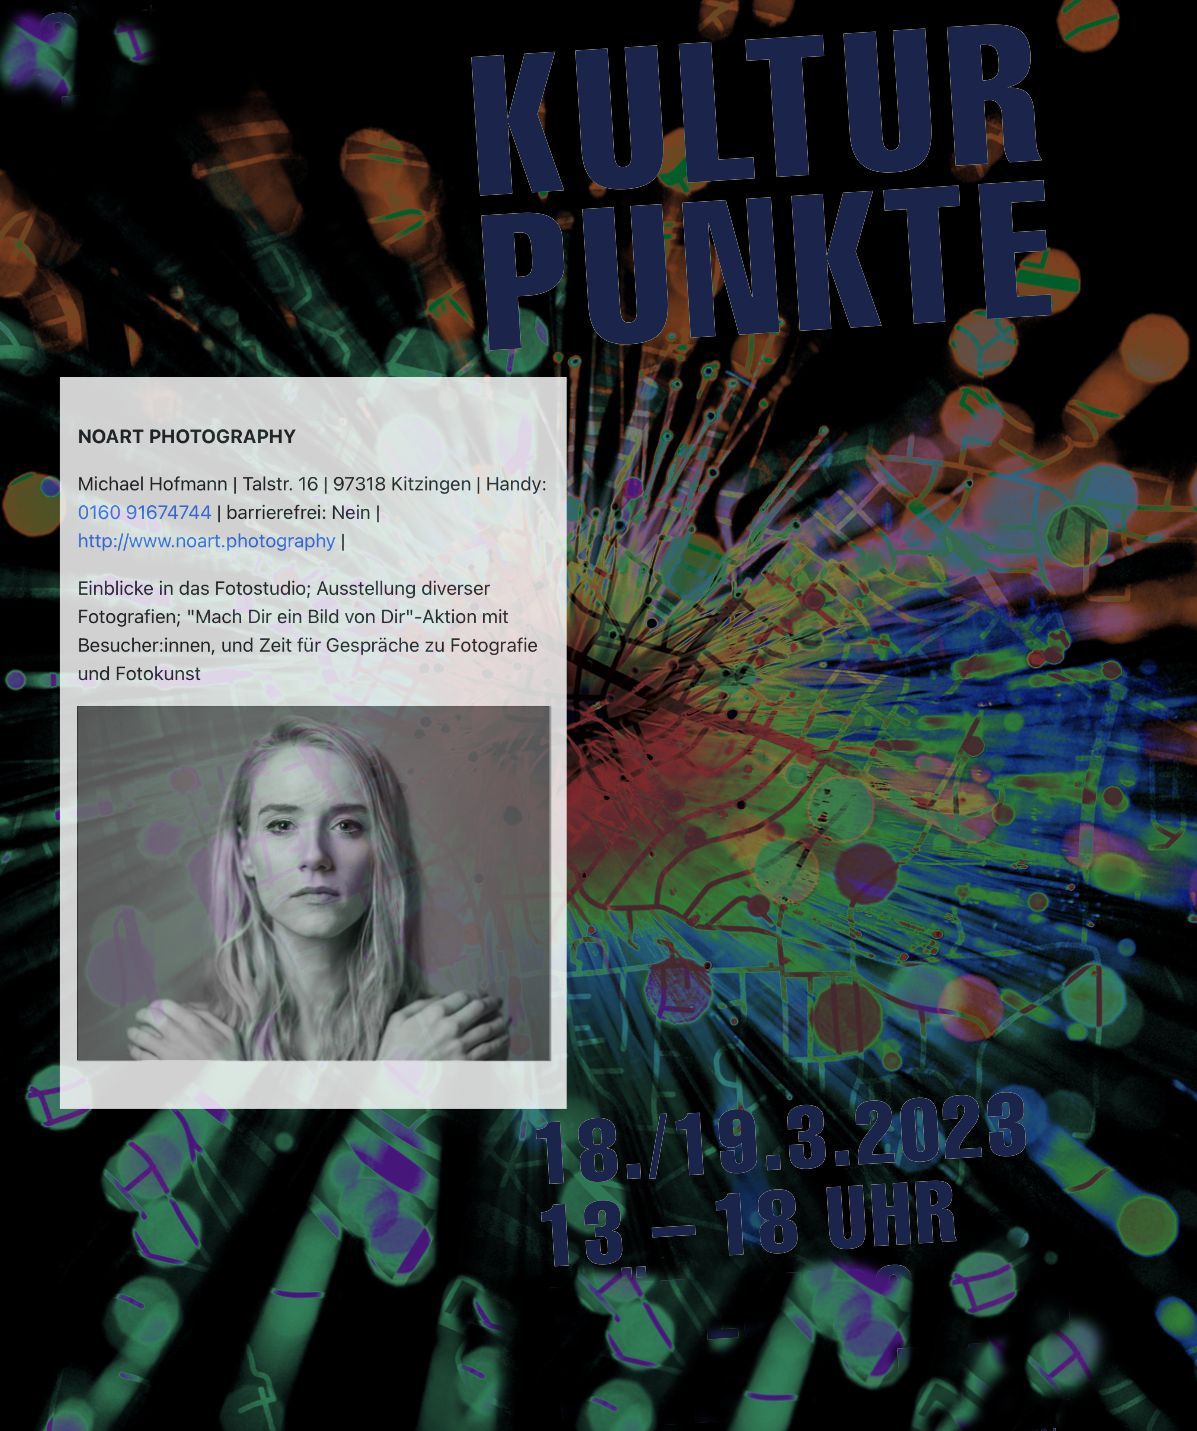 KULTUR
PUNKTE
NOART PHOTOGRAPHY
Michael Hofmann | Talstr. 16 | 97318 Kitzingen | Handy:
0160 91674744 | barrierefrei: Nein |
http://www.noart.photography |
Einblicke in das Fotostudio; Ausstellung diverser
Fotografien; "Mach Dir ein Bild von Dir"-Aktion mit
Besucher:innen, und Zeit für Gespräche zu Fotografie
und Fotokunst
18./19.3.2023
13 – 18 UHR